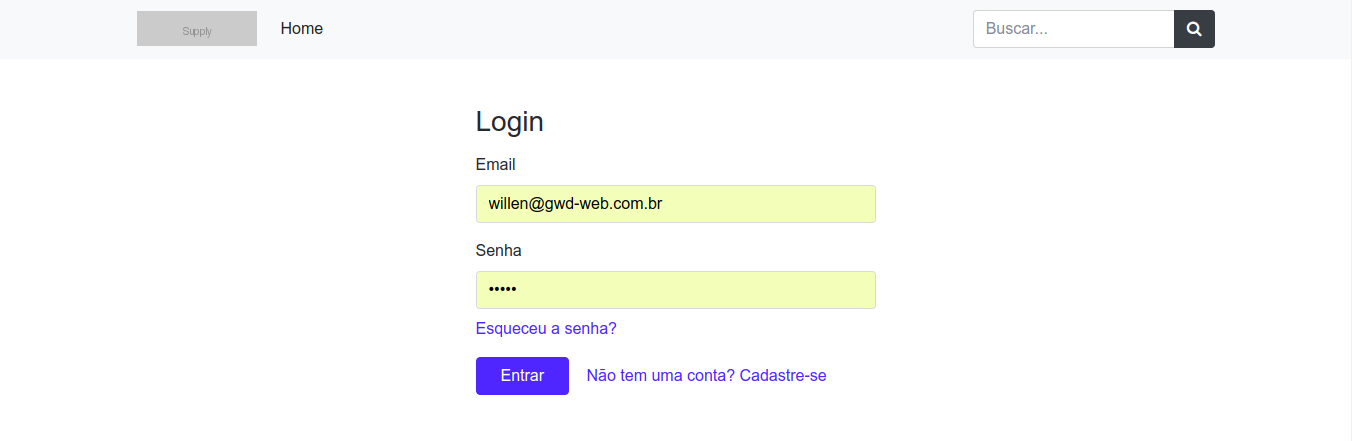 Supply
Home
Buscar...
Login
Email
willen@gwd-web.com.br
Senha
•••••
Esqueceu a senha?
Entrar
Não tem uma conta? Cadastre-se